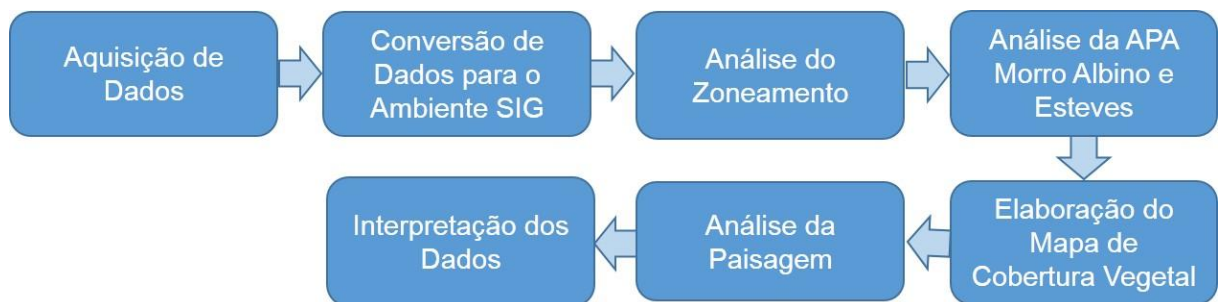 Aquisição de
Dados
Conversão de
Dados para o
Ambiente SIG
Análise do
Zoneamento
Análise da APA
Morro Albino e
Esteves
Elaboração do
Mapa de
Cobertura Vegetal
Análise da
Paisagem
Interpretação dos
Dados